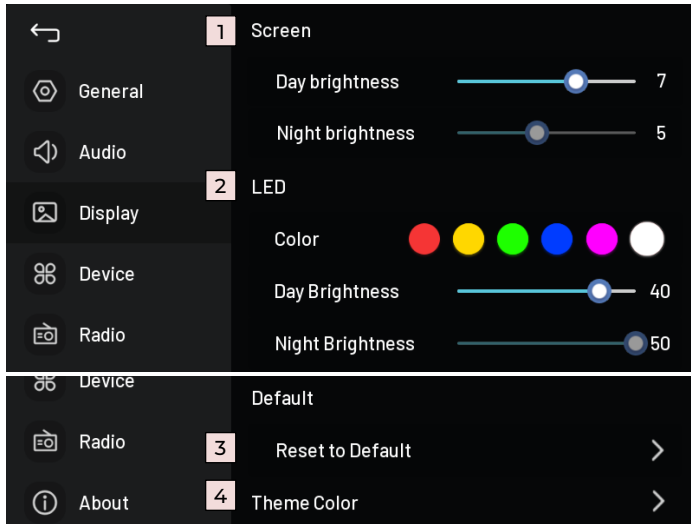 1 Screen
General
Day brightness 7
Audio
Night brightness 5
2 LED
Display
Color
Device
Day Brightness 40
Radio
Night Brightness 50
Device
Default
Radio
3 Reset to Default
About
4 Theme Color